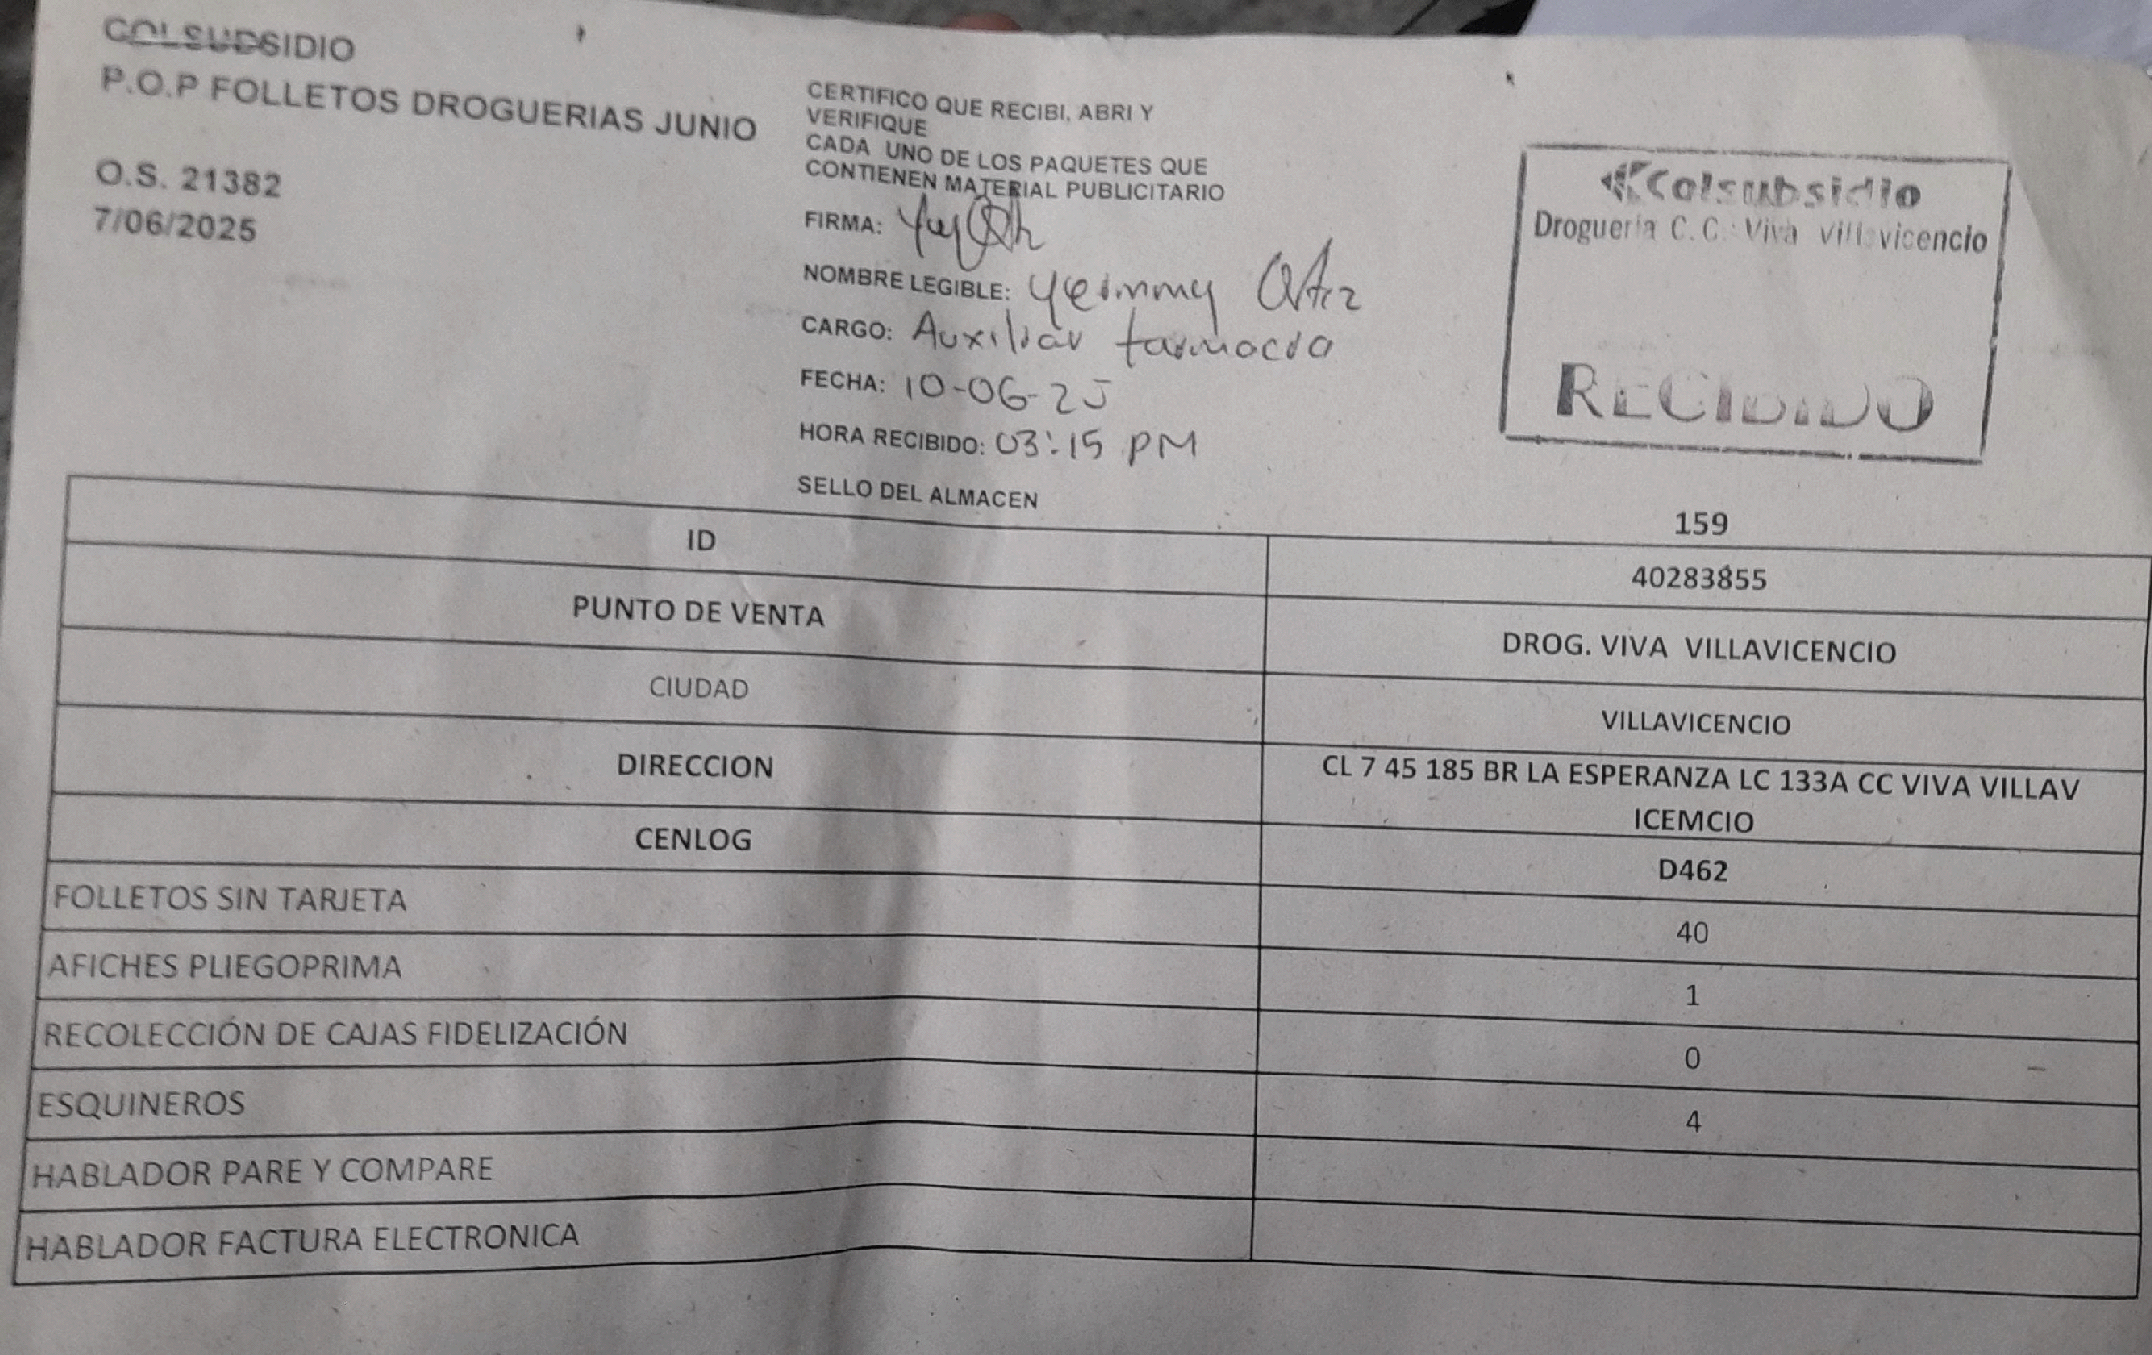 COLSUBSIDIO
P.O.P FOLLETOS DROGUERIAS JUNIO
O.S. 21382
7/06/2025
CERTIFICO QUE RECIBI, ABRI Y
VERIFIQUE
CADA UNO DE LOS PAQUETES QUE
CONTIENEN MATERIAL PUBLICITARIO
FIRMA:
NOMBRE LEGIBLE: Yeimmy Ortiz
CARGO: Auxiliar farmacia
FECHA: 10-06-25
HORA RECIBIDO: 03:15 PM
SELLO DEL ALMACEN
Colsubsidio
Droguería C.C. Viva Villavicencio
RECIBIDO
159
ID 40283855
PUNTO DE VENTA DROG. VIVA VILLAVICENCIO
CIUDAD VILLAVICENCIO
DIRECCION CL 7 45 185 BR LA ESPERANZA LC 133A CC VIVA VILLAV
ICEMCIO
CENLOG D462
FOLLETOS SIN TARJETA 40
AFICHES PLIEGOPRIMA 1
RECOLECCIÓN DE CAJAS FIDELIZACIÓN 0
ESQUINEROS 4
HABLADOR PARE Y COMPARE
HABLADOR FACTURA ELECTRONICA